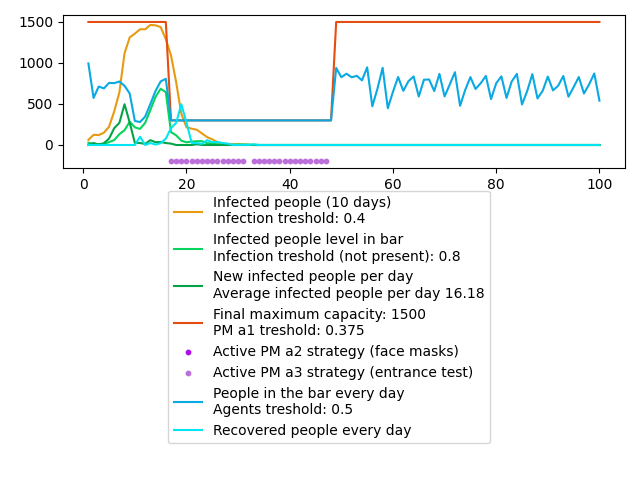 1500
1000
500
0
0
20
40
60
80
100
Infected people (10 days)
Infection treshold: 0.4
Infected people level in bar
Infection treshold (not present): 0.8
New infected people per day
Average infected people per day 16.18
Final maximum capacity: 1500
PM a1 treshold: 0.375
Active PM a2 strategy (face masks)
Active PM a3 strategy (entrance test)
People in the bar every day
Agents treshold: 0.5
Recovered people every day